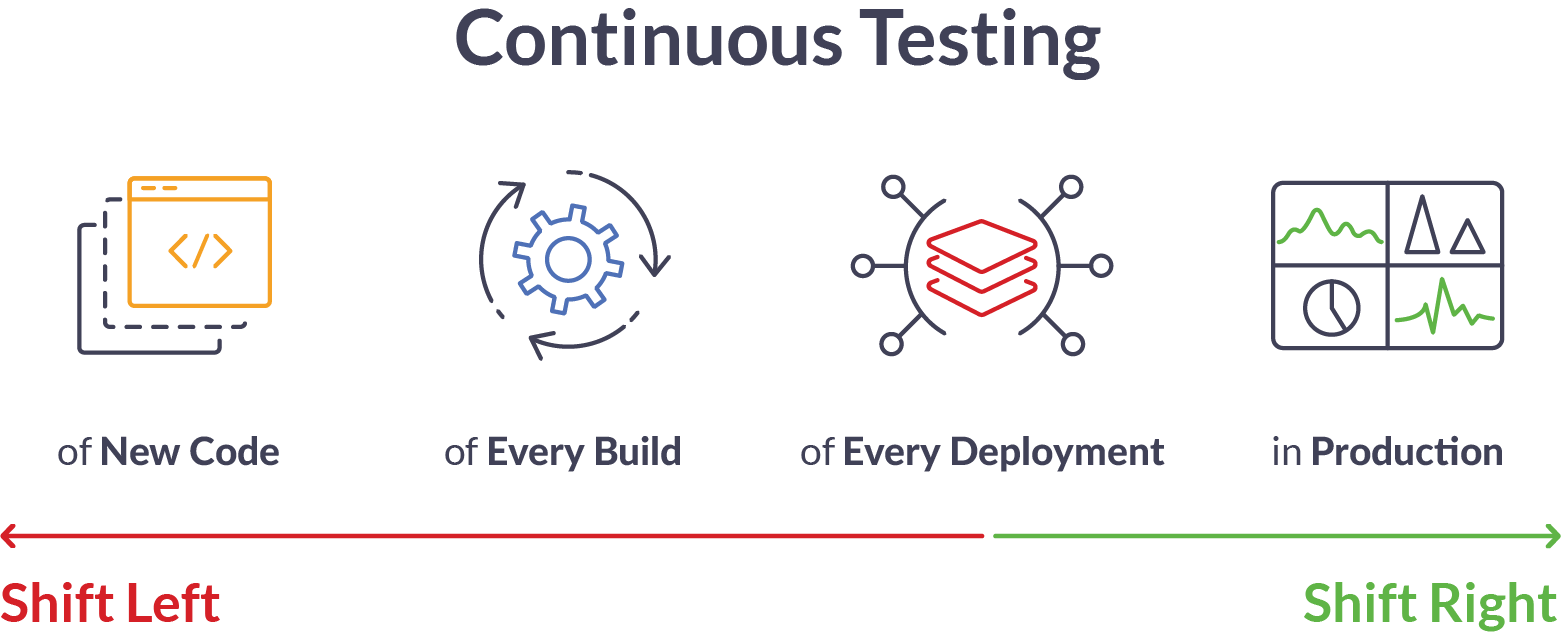 Continuous Testing
</>
of New Code
of Every Build
of Every Deployment
in Production
Shift Left
Shift Right